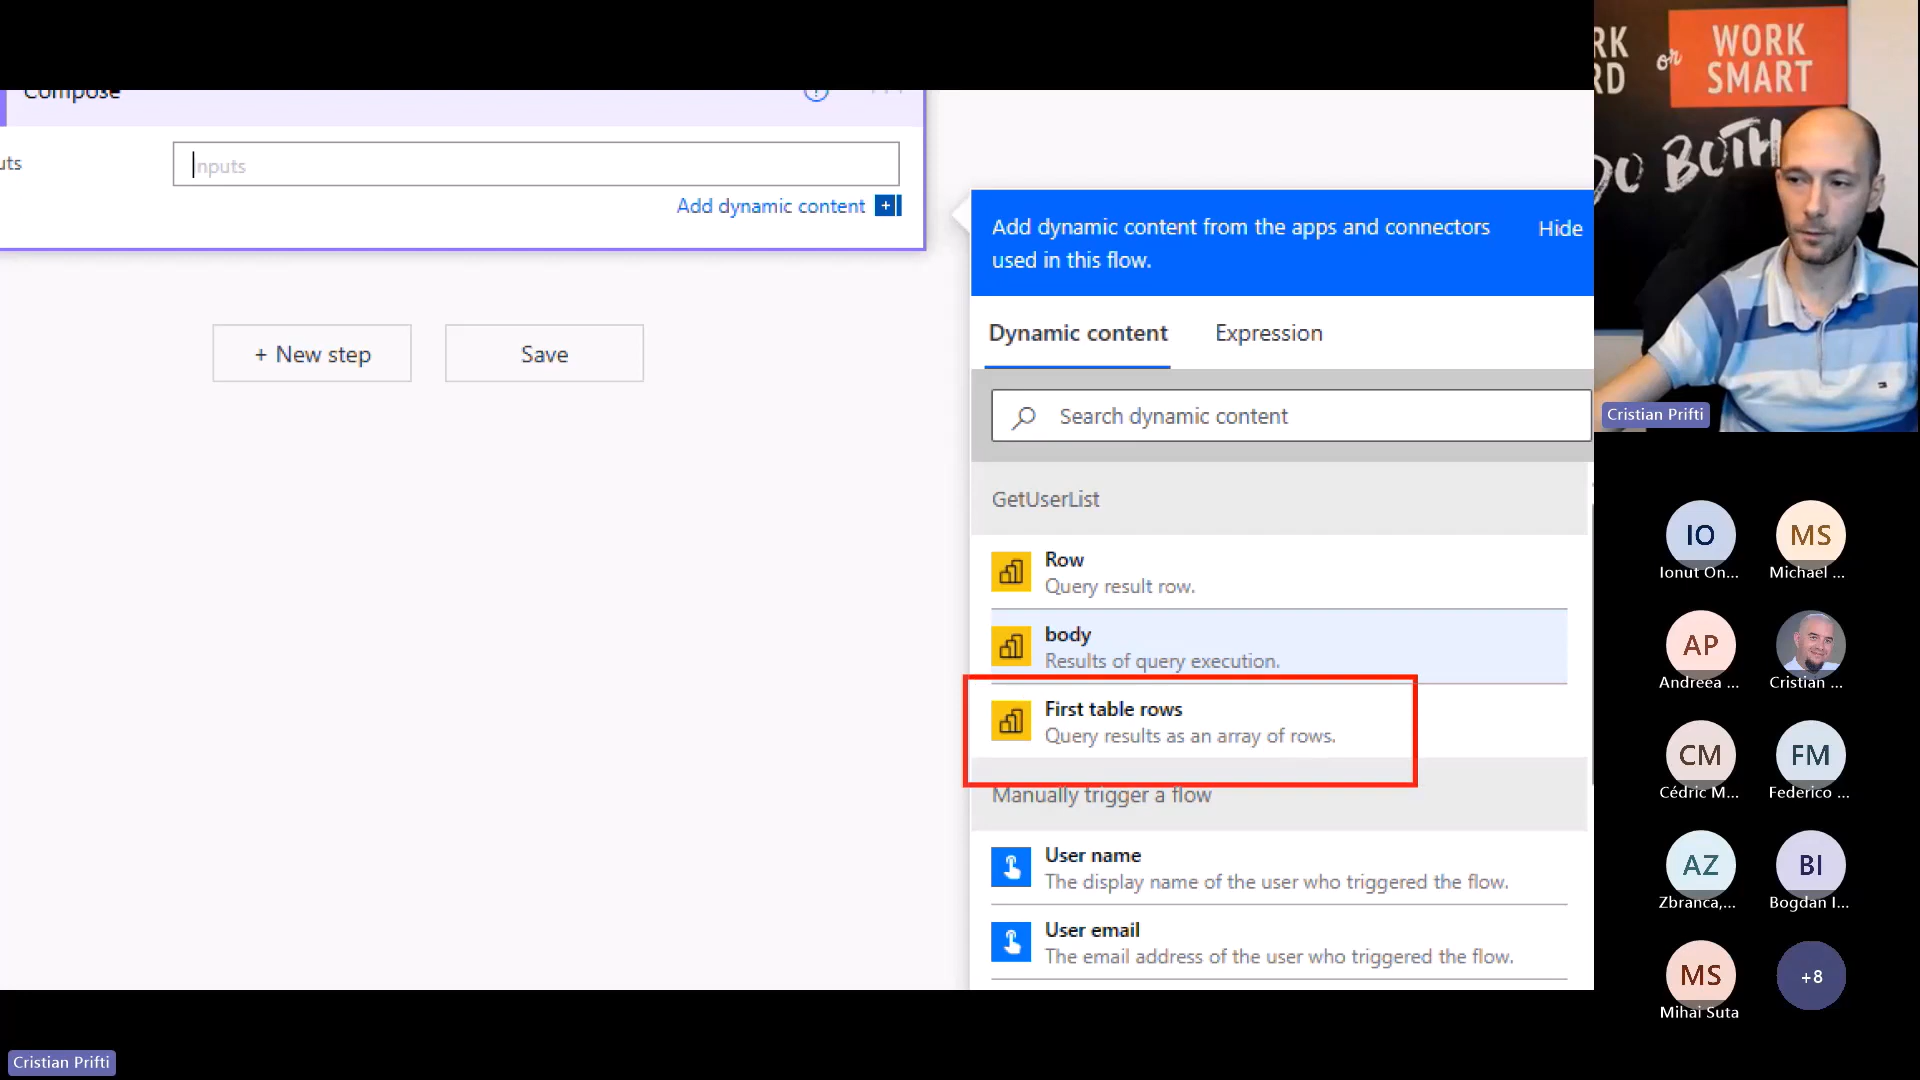 Compose
uts
Inputs
Add dynamic content
+ New step
Save
Add dynamic content from the apps and connectors
used in this flow.
Hide
Dynamic content
Expression
Search dynamic content
GetUserList
Row
Query result row.
body
Results of query execution.
First table rows
Query results as an array of rows.
Manually trigger a flow
User name
The display name of the user who triggered the flow.
User email
The email address of the user who triggered the flow.
RK
RD
or
WORK
SMART
DO BOTH
Cristian Prifti
IO
Ionut On...
MS
Michael ...
AP
Andreea ...
Cristian ...
CM
Cédric M...
FM
Federico ...
AZ
Zbranca,...
BI
Bogdan I...
MS
Mihai Suta
+8
Cristian Prifti